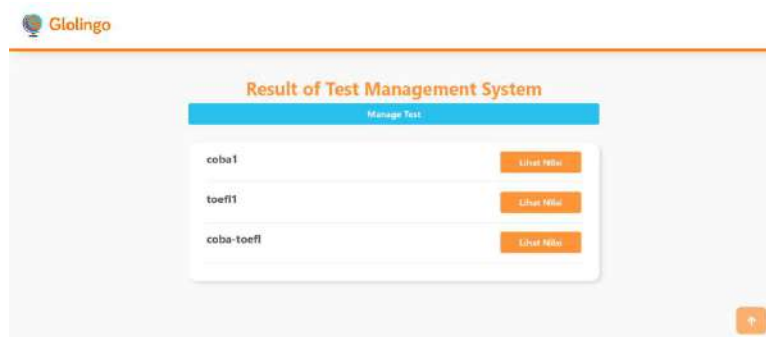 Glolingo
Result of Test Management System
Manage Test
coba1
Lihat Nilai
toefl1
Lihat Nilai
coba-toefl
Lihat Nilai